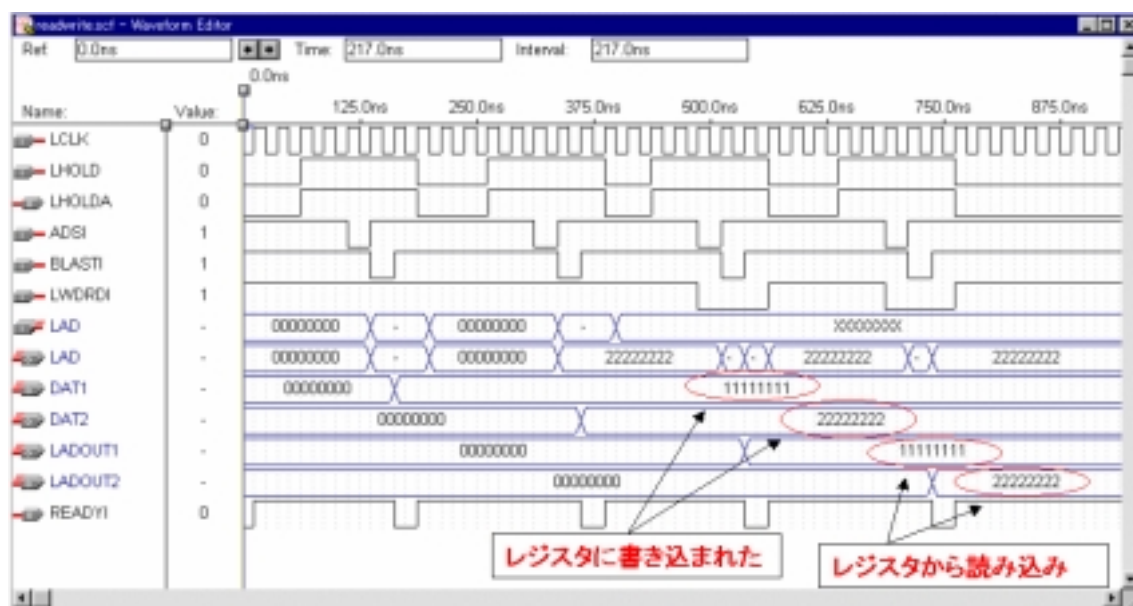 readwrite.scf - Waveform Editor
Ref: 0.0ns Time: 217.0ns Interval: 217.0ns
0.0ns
Name: Value: 125.0ns 250.0ns 375.0ns 500.0ns 625.0ns 750.0ns 875.0ns
LCLK 0
LHOLD 0
LHOLDA 0
ADSI 1
BLASTI 1
LWDRDI 1
LAD - 00000000 - 00000000 - XXXXXXXX
LAD - 00000000 - 00000000 22222222 - - 22222222 - 22222222
DAT1 - 00000000 11111111
DAT2 - 00000000 22222222
LADOUT1 - 00000000 11111111
LADOUT2 - 00000000 22222222
READYI 0
レジスタに書き込まれた
レジスタから読み込み